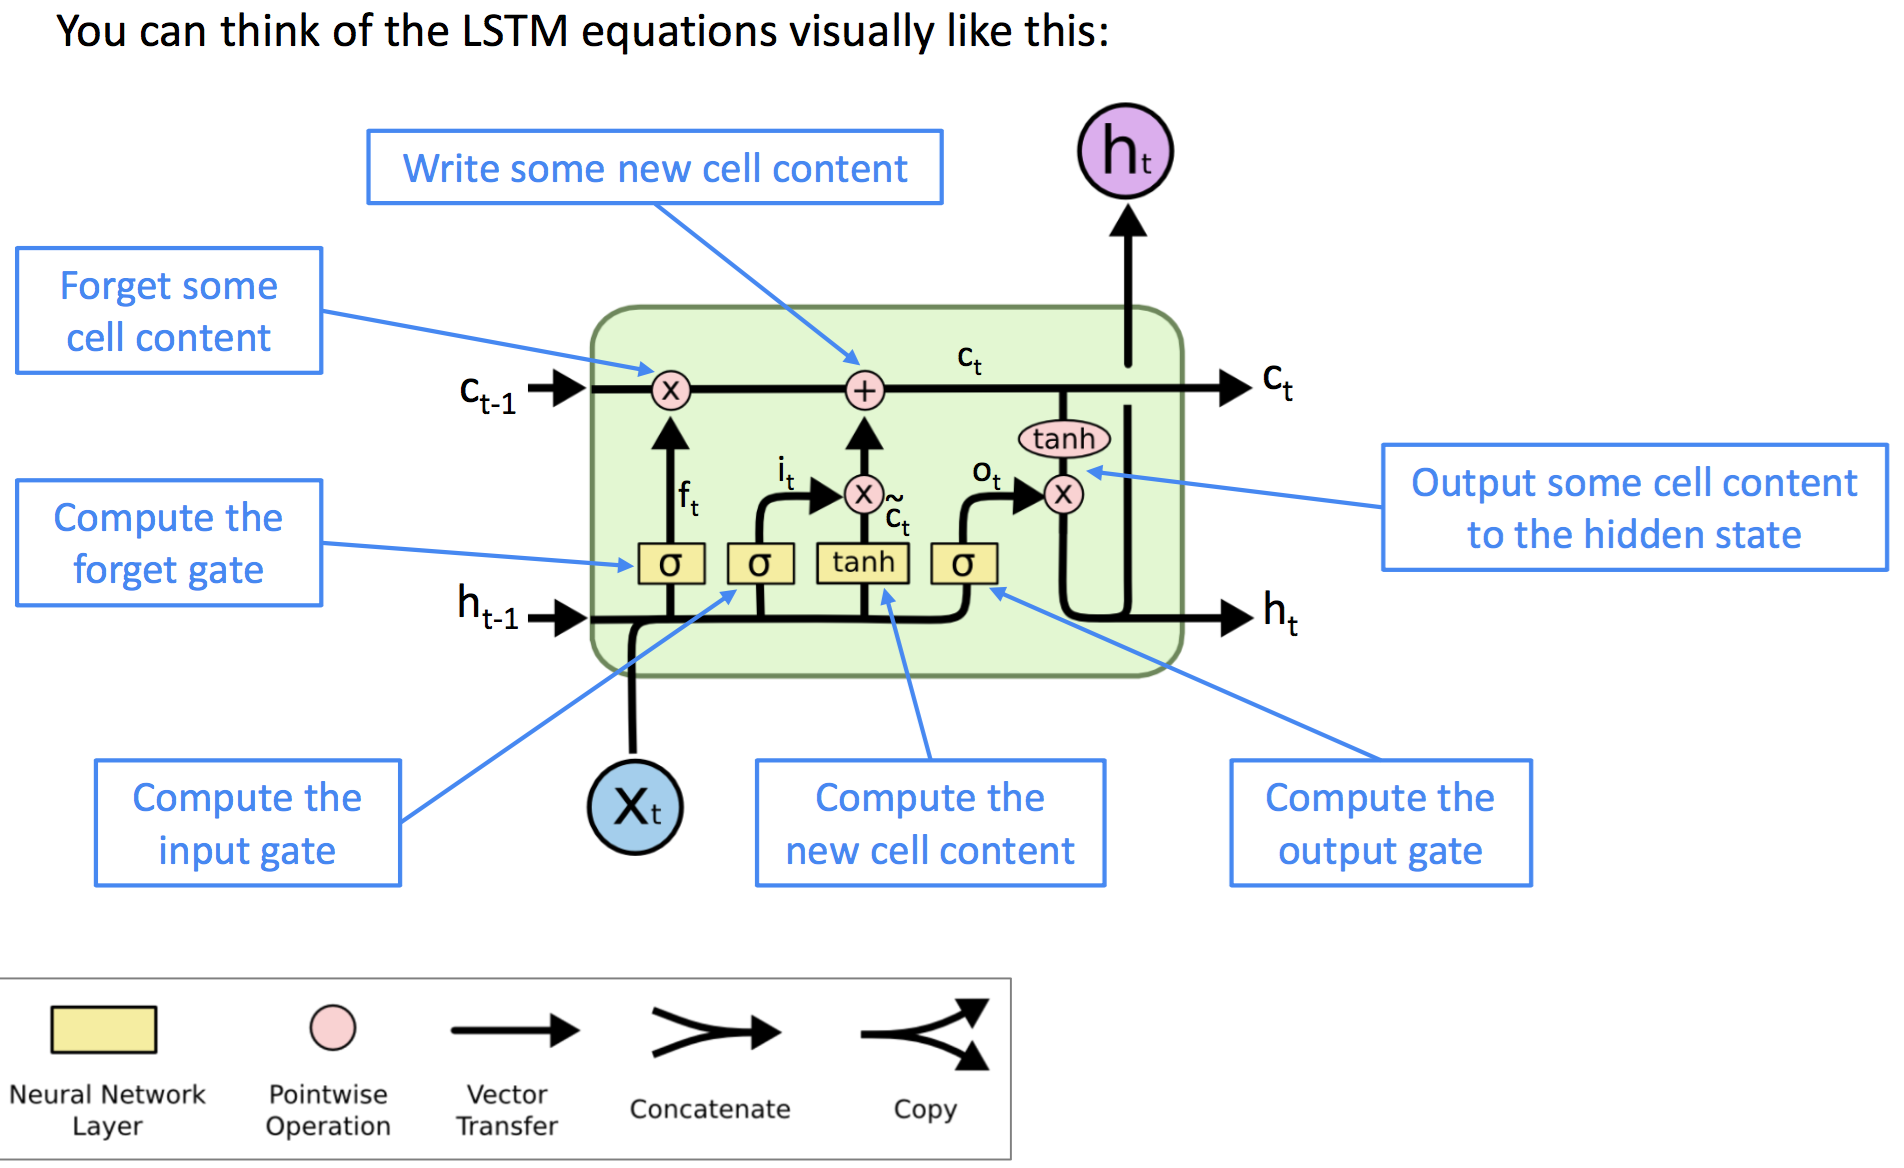 You can think of the LSTM equations visually like this:
h_t
Write some new cell content
Forget some
cell content
c_t
c_t-1
x
+
c_t
tanh
Output some cell content
to the hidden state
i_t
o_t
f_t
x
c̃_t
x
Compute the
forget gate
σ
σ
tanh
σ
h_t-1
h_t
x_t
Compute the
input gate
Compute the
new cell content
Compute the
output gate
Neural Network
Layer
Pointwise
Operation
Vector
Transfer
Concatenate
Copy